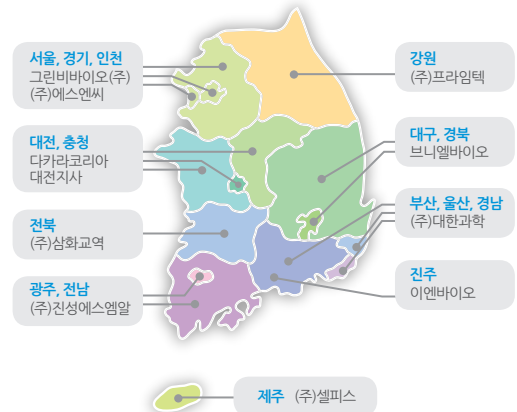 서울, 경기, 인천
그린비바이오(주)
(주)에스엔씨
대전, 충청
다카라코리아
대전지사
전북
(주)삼화교역
광주, 전남
(주)진성에스엠알
강원
(주)프라임텍
대구, 경북
브니엘바이오
부산, 울산, 경남
(주)대한과학
진주
이엔바이오
제주 (주)셀피스